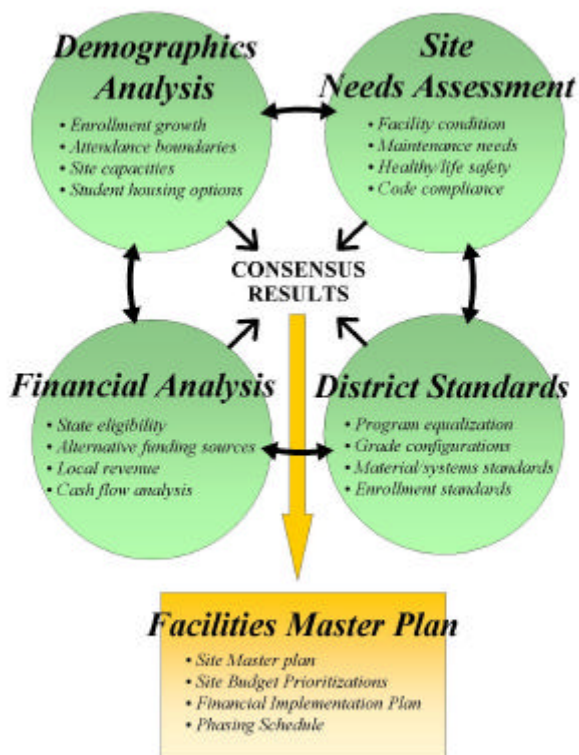 Demographics
Analysis
• Enrollment growth
• Attendance boundaries
• Site capacities
• Student housing options
Site
Needs Assessment
• Facility condition
• Maintenance needs
• Healthy/life safety
• Code compliance
CONSENSUS
RESULTS
Financial Analysis
• State eligibility
• Alternative funding sources
• Local revenue
• Cash flow analysis
District Standards
• Program equalization
• Grade configurations
• Material/systems standards
• Enrollment standards
Facilities Master Plan
• Site Master plan
• Site Budget Prioritizations
• Financial Implementation Plan
• Phasing Schedule